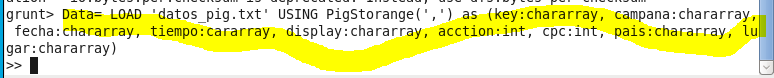 grunt> Data= LOAD 'datos_pig.txt' USING PigStorange(',') as (key:chararray, campana:chararray,
fecha:chararray, tiempo:cararray, display:chararray, acction:int, cpc:int, pais:chararray, lu
gar:chararray)
>>